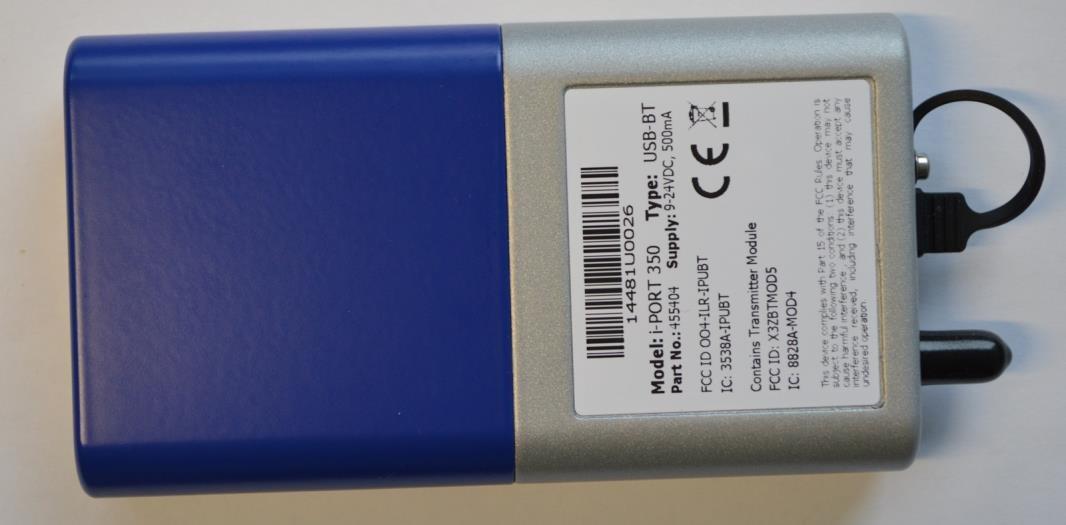 14481U0026
Model: i-PORT 350 Type: USB-BT
Part No.: 455404 Supply: 9-24VDC, 500mA
FCC ID OO4-ILR-IPUBT
IC: 3538A-IPUBT
CE
Contains Transmitter Module
FCC ID: X3ZBTMOD5
IC: 8828A-MOD4
This device complies with Part 15 of the FCC Rules. Operation is
subject to the following two conditions: (1) this device may not
cause harmful interference, and (2) this device must accept any
interference received, including interference that may cause
undesired operation.